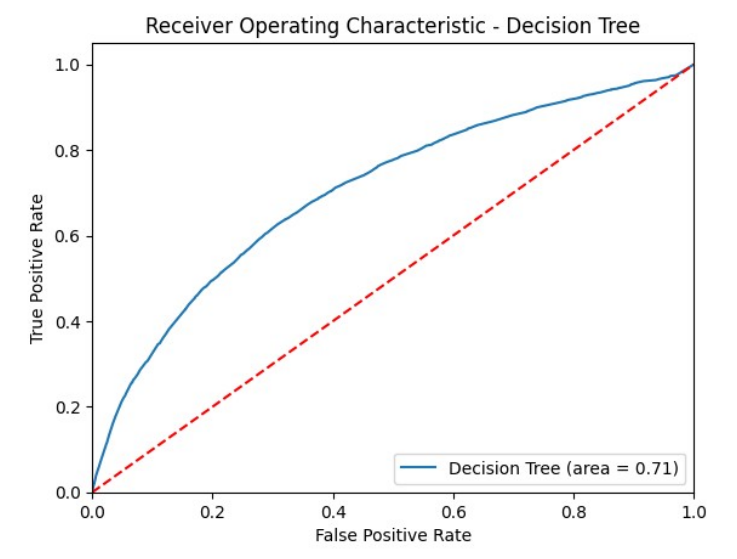 Receiver Operating Characteristic - Decision Tree
1.0
0.8
0.6
0.4
0.2
0.0
True Positive Rate
Decision Tree (area = 0.71)
0.0 0.2 0.4 0.6 0.8 1.0
False Positive Rate